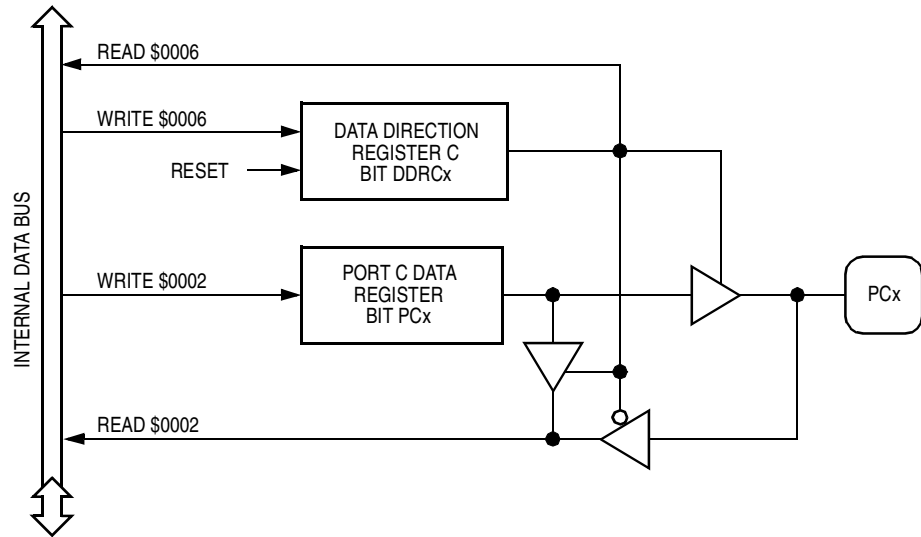 READ $0006
WRITE $0006
DATA DIRECTION
REGISTER C
BIT DDRCx
RESET
INTERNAL DATA BUS
WRITE $0002
PORT C DATA
REGISTER
BIT PCx
PCx
READ $0002